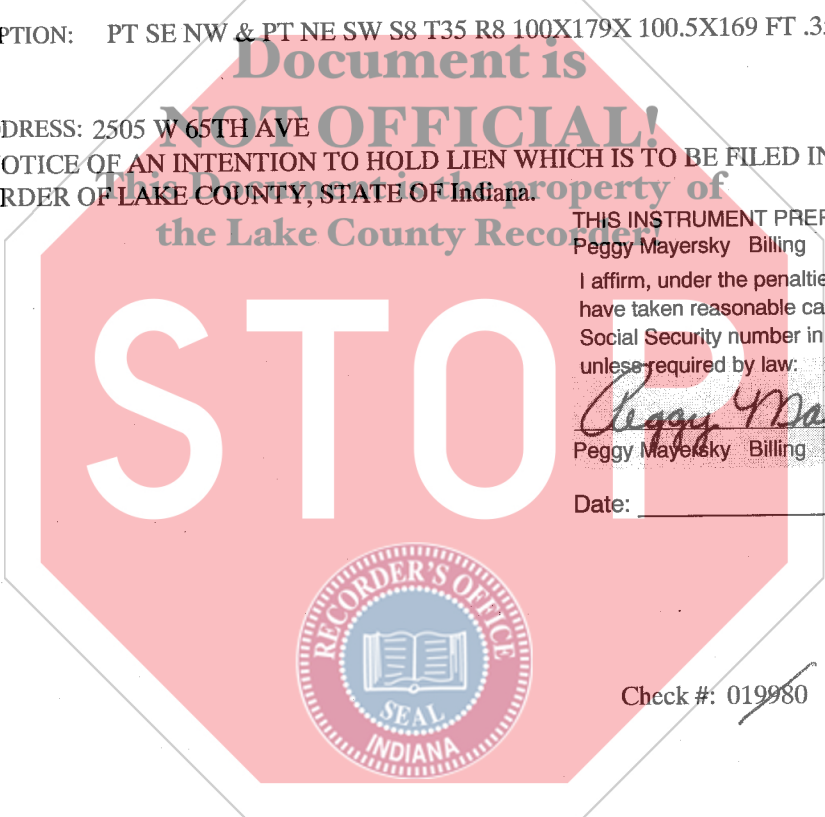 PTION: PT SE NW & PT NE SW S8 T35 R8 100X179X 100.5X169 FT .3
Document is
DRESS: 2505 W 65TH AVE
NOT OFFICIAL!
OTICE OF AN INTENTION TO HOLD LIEN WHICH IS TO BE FILED IN
This Document is the property of
RDER OF LAKE COUNTY, STATE OF Indiana.
the Lake County Recorder!
THIS INSTRUMENT PREP
Peggy Mayersky Billing
I affirm, under the penaltie
have taken reasonable ca
Social Security number in
unless required by law:
Peggy Ma
Peggy Mayersky Billing
Date:
STOP
RECORDER'S OFFICE
SEAL
INDIANA
Check #: 019980